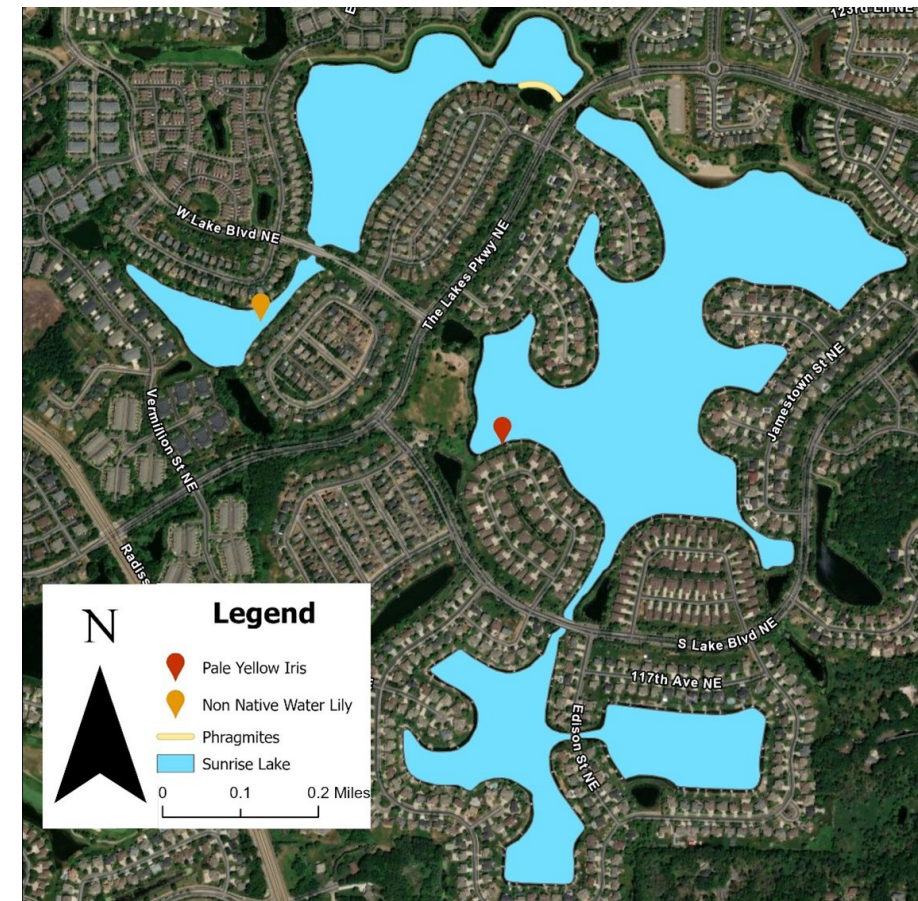 123rd Ln NE
W Lake Blvd NE
The Lakes Pkwy NE
Jamestown St NE
Vermillion St NE
Radiss
S Lake Blvd NE
117th Ave NE
Edison St NE
N
Legend
Pale Yellow Iris
Non Native Water Lily
Phragmites
Sunrise Lake
0 0.1 0.2 Miles